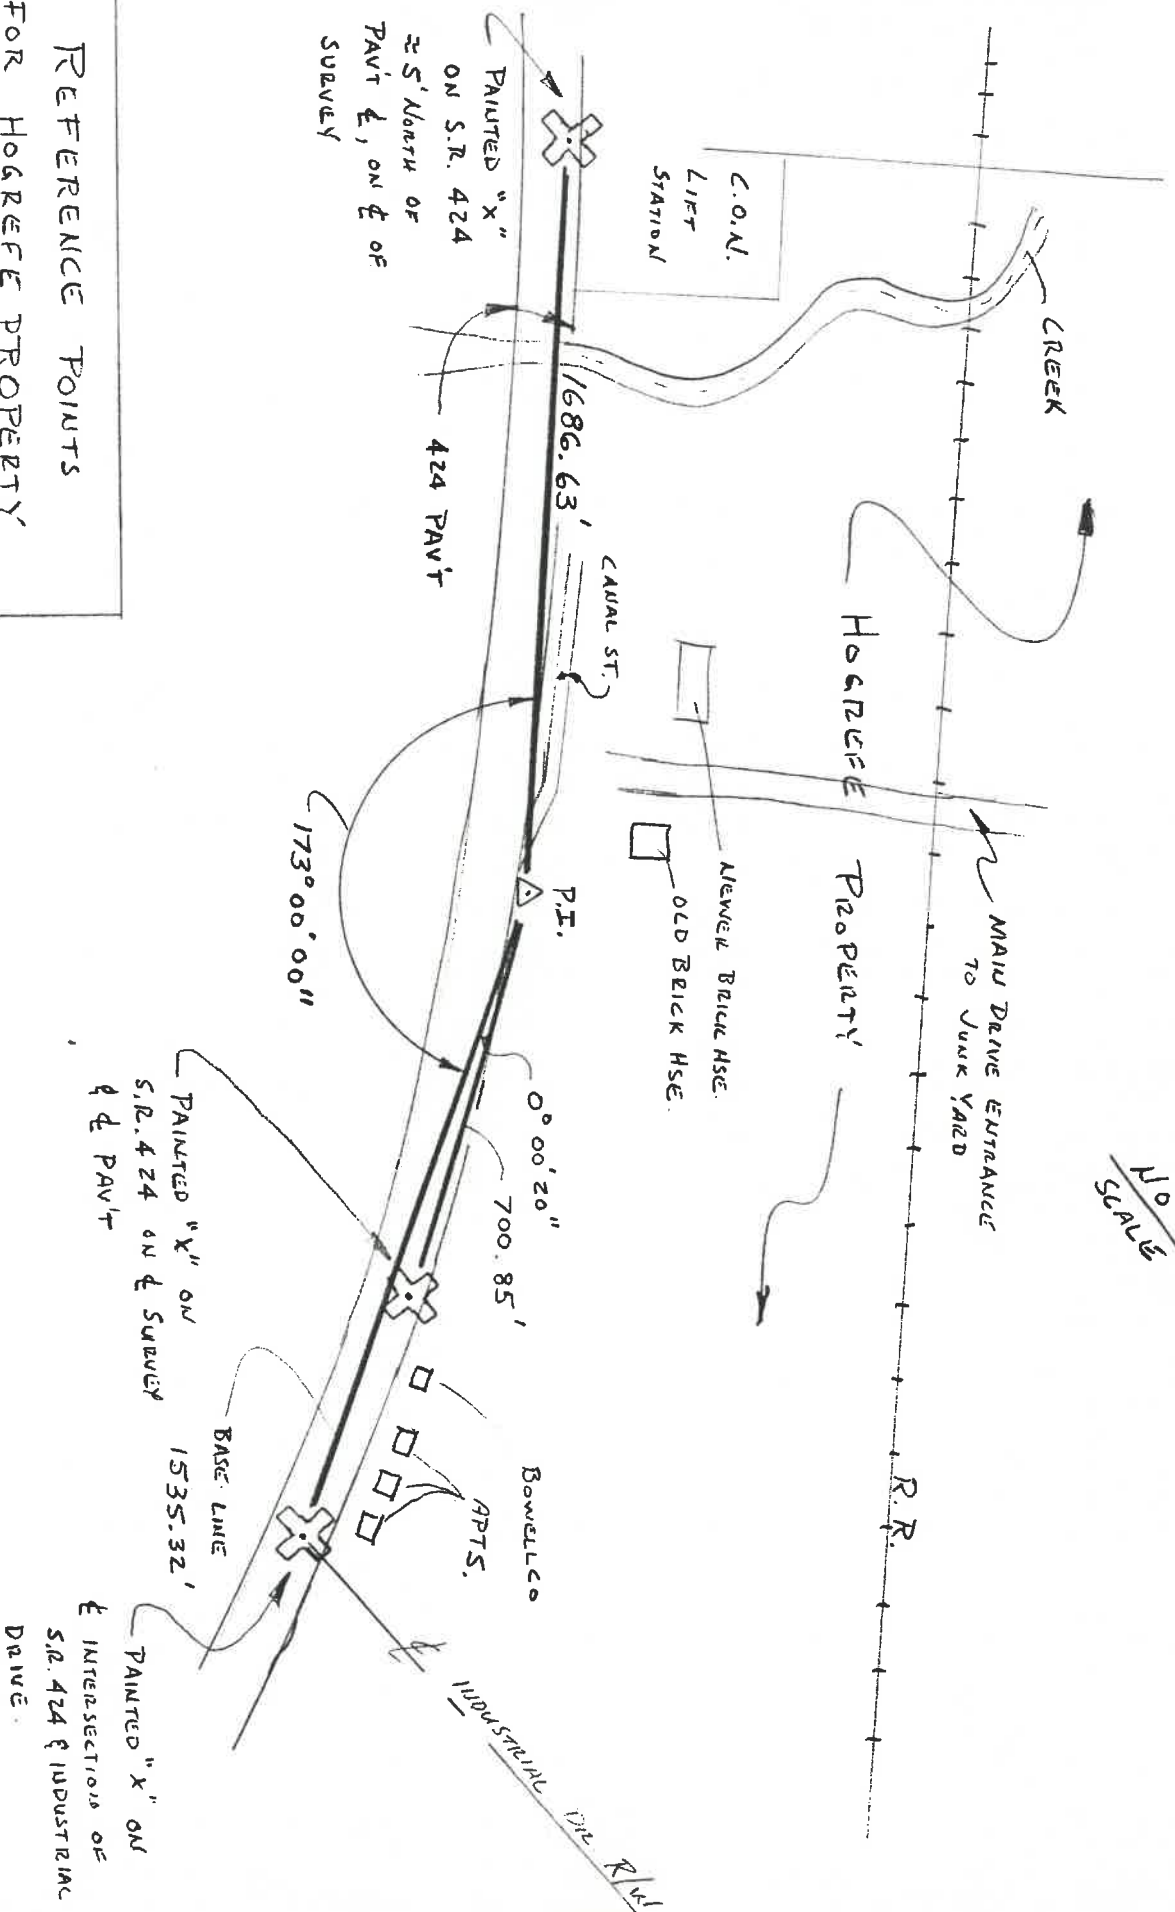 NO
SCALE
CREEK
C.O.N.
LIFT
STATION
PAINTED "X"
ON S.R. 424
≈ 5' NORTH OF
PAV'T ℄, ON ℄ OF
SURVEY
1686.63'
424 PAV'T
CANAL ST.
HOGREFE PROPERTY
MAIN DRIVE ENTRANCE
TO JUNK YARD
NEWER BRICK HSE.
OLD BRICK HSE.
P.I.
173° 00' 00"
0° 00' 20"
700.85'
R.R.
PAINTED "X" ON
S.R. 424 ON ℄ SURVEY
& ℄ PAV'T
1535.32'
BASE LINE
BOWELLCO
APTS.
℄ INDUSTRIAL DR. R/W
PAINTED "X" ON
℄ INTERSECTION OF
S.R. 424 & INDUSTRIAL
DRIVE.
REFERENCE POINTS
FOR HOGREFE PROPERTY